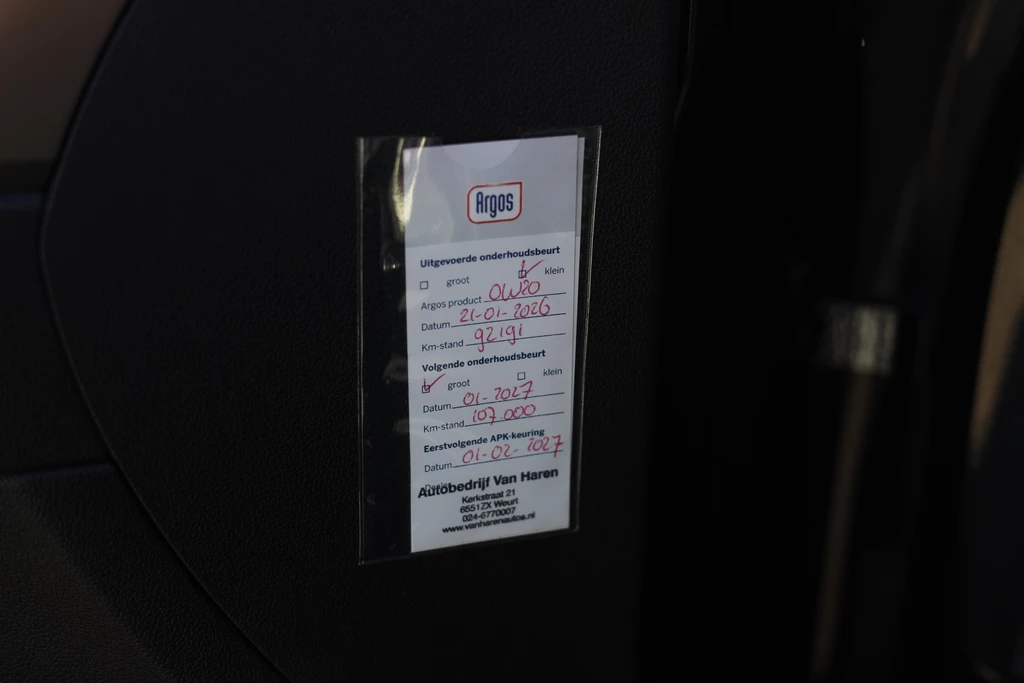 Argos
Uitgevoerde onderhoudsbeurt
groot klein
Argos product 0W20
Datum 21-01-2026
Km-stand 92191
Volgende onderhoudsbeurt
groot klein
Datum 01-2027
Km-stand 107.000
Eerstvolgende APK-keuring
Datum 01-02-2027
Autobedrijf Van Haren
Kerkstraat 21
6551ZX Weurt
024-6770007
www.vanharenautos.nl